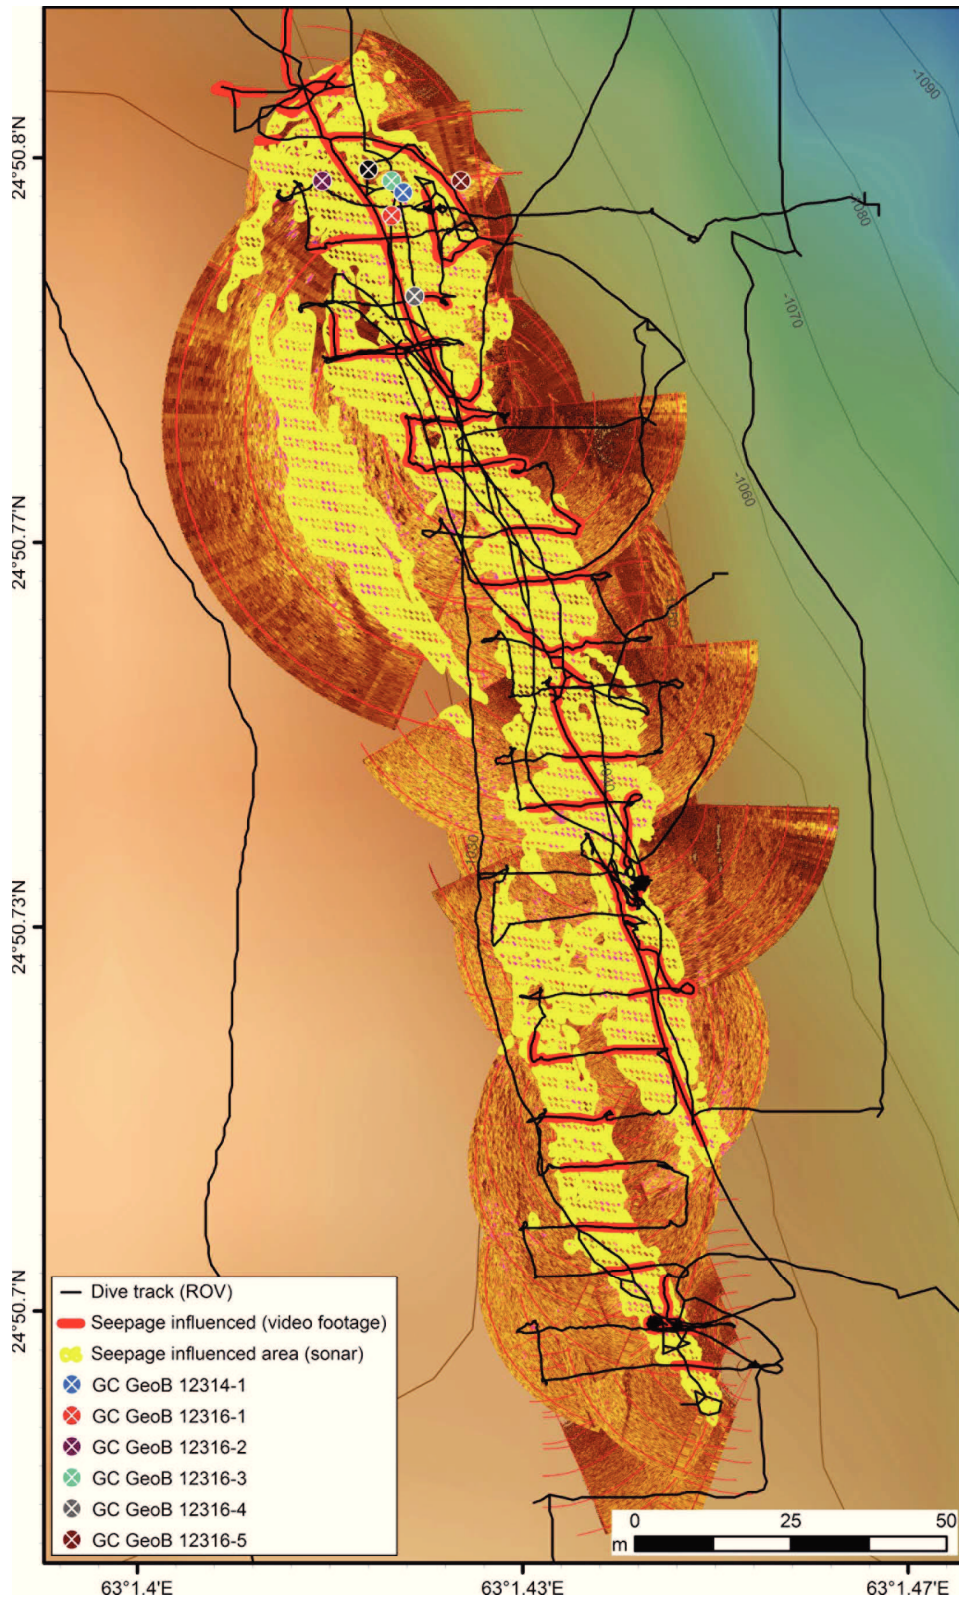 -1090
-1080
24°50.8'N
-1070
-1060
24°50.77'N
-1030
-1030
24°50.73'N
24°50.7'N
Dive track (ROV)
Seepage influenced (video footage)
Seepage influenced area (sonar)
GC GeoB 12314-1
GC GeoB 12316-1
GC GeoB 12316-2
GC GeoB 12316-3
GC GeoB 12316-4
GC GeoB 12316-5
0 25 50
m
63°1.4'E 63°1.43'E 63°1.47'E